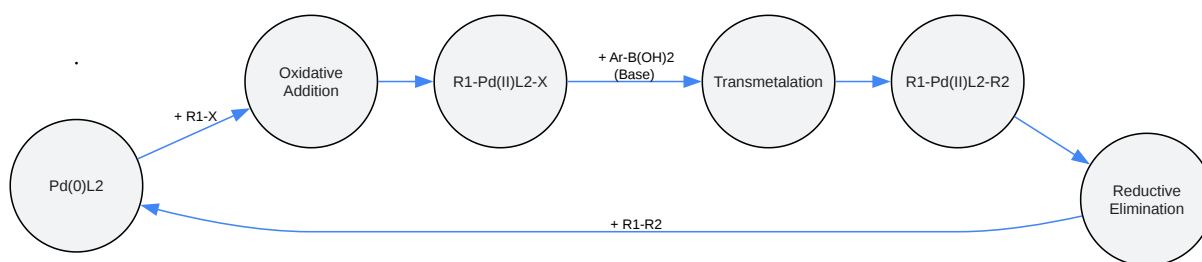 Pd(0)L2
+ R1-X
Oxidative
Addition
R1-Pd(II)L2-X
+ Ar-B(OH)2
(Base)
Transmetalation
R1-Pd(II)L2-R2
Reductive
Elimination
+ R1-R2